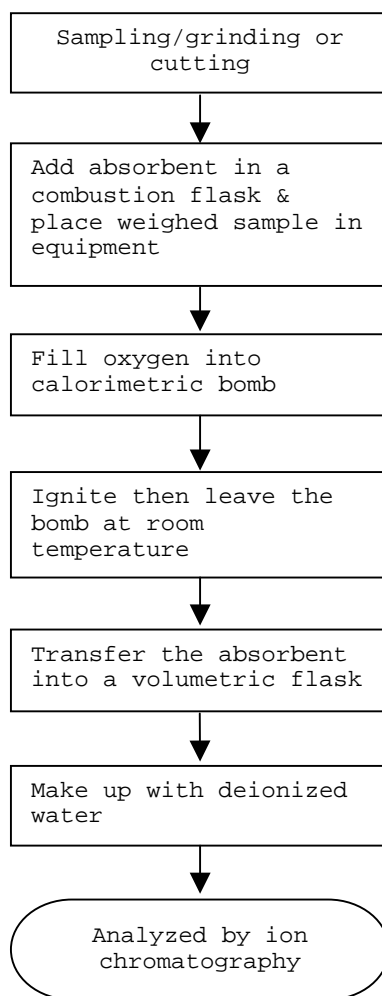 Sampling/grinding or
cutting
Add absorbent in a
combustion flask &
place weighed sample in
equipment
Fill oxygen into
calorimetric bomb
Ignite then leave the
bomb at room
temperature
Transfer the absorbent
into a volumetric flask
Make up with deionized
water
Analyzed by ion
chromatography